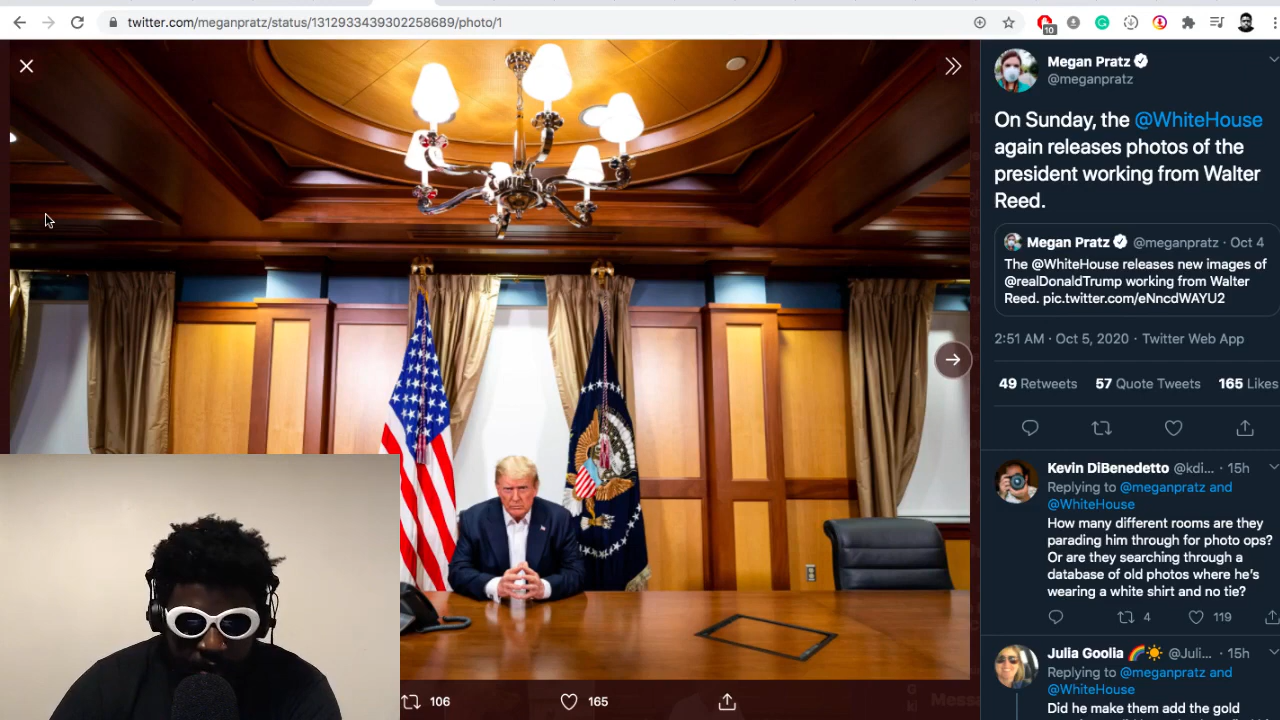 twitter.com/meganpratz/status/1312933439302258689/photo/1
10
Megan Pratz
@meganpratz
On Sunday, the @WhiteHouse
again releases photos of the
president working from Walter
Reed.
Megan Pratz @meganpratz · Oct 4
The @WhiteHouse releases new images of
@realDonaldTrump working from Walter
Reed. pic.twitter.com/eNncdWAYU2
2:51 AM · Oct 5, 2020 · Twitter Web App
49 Retweets 57 Quote Tweets 165 Likes
Kevin DiBenedetto @kdi... · 15h
Replying to @meganpratz and
@WhiteHouse
How many different rooms are they
parading him through for photo ops?
Or are they searching through a
database of old photos where he's
wearing a white shirt and no tie?
4 119
Julia Goolia @Juli... · 15h
Replying to @meganpratz and
@WhiteHouse
Did he make them add the gold
106 165